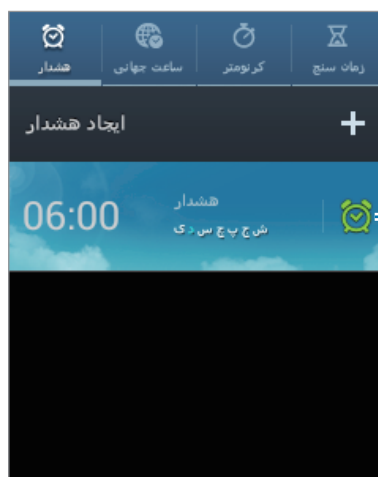 هشدار
ساعت جهانی
کرنومتر
زمان سنج
ایجاد هشدار
06:00
هشدار
ش ج پ چ س د ی